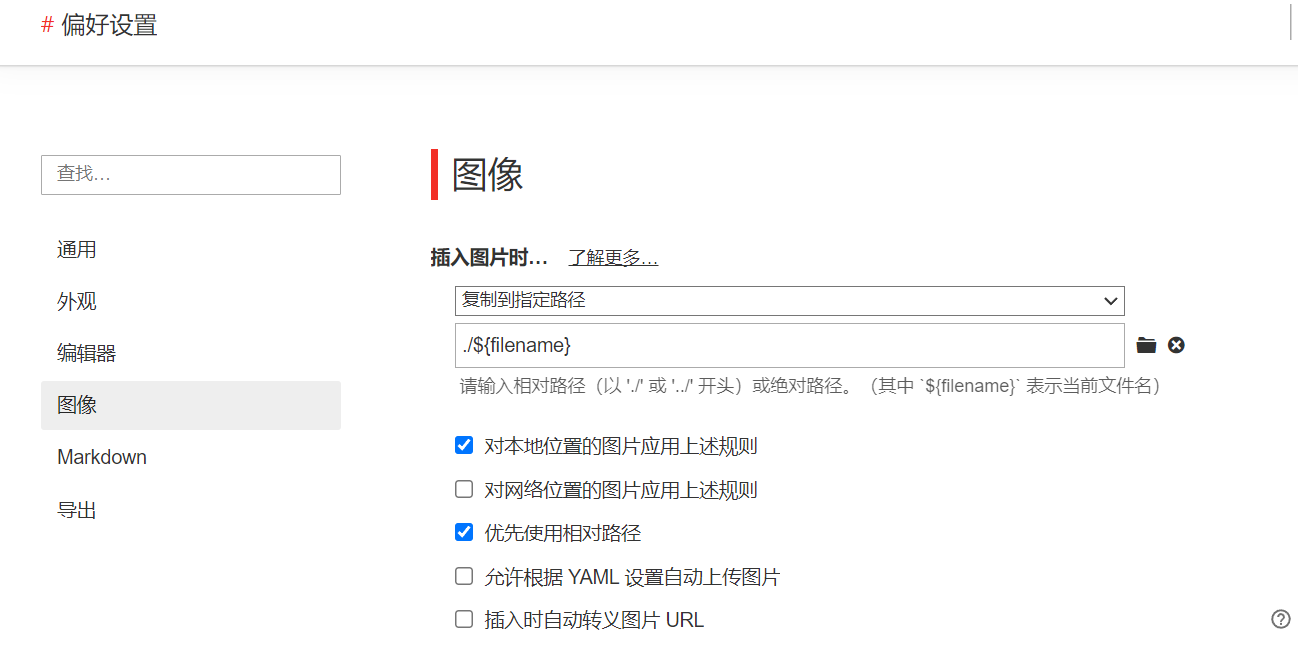 # 偏好设置
查找…
通用
外观
编辑器
图像
Markdown
导出
图像
插入图片时… 了解更多…
复制到指定路径
./${filename}
请输入相对路径（以 './' 或 '../' 开头）或绝对路径。（其中 `${filename}` 表示当前文件名）
对本地位置的图片应用上述规则
对网络位置的图片应用上述规则
优先使用相对路径
允许根据 YAML 设置自动上传图片
插入时自动转义图片 URL